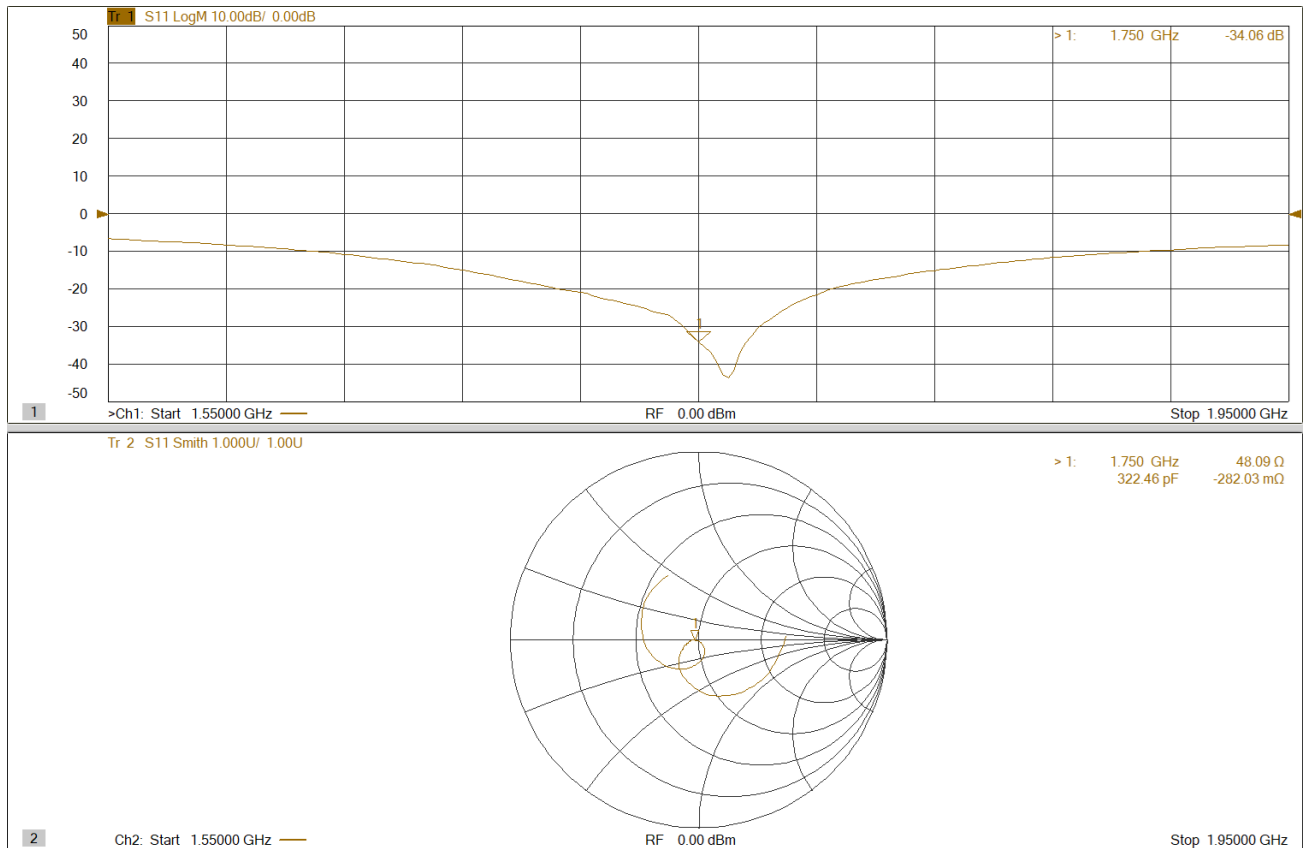 Tr 1 S11 LogM 10.00dB/ 0.00dB
> 1: 1.750 GHz -34.06 dB
50
40
30
20
10
0
-10
-20
-30
-40
-50
1
1 >Ch1: Start 1.55000 GHz RF 0.00 dBm Stop 1.95000 GHz
Tr 2 S11 Smith 1.000U/ 1.00U
> 1: 1.750 GHz 48.09 Ω
322.46 pF -282.03 mΩ
1
2 Ch2: Start 1.55000 GHz RF 0.00 dBm Stop 1.95000 GHz